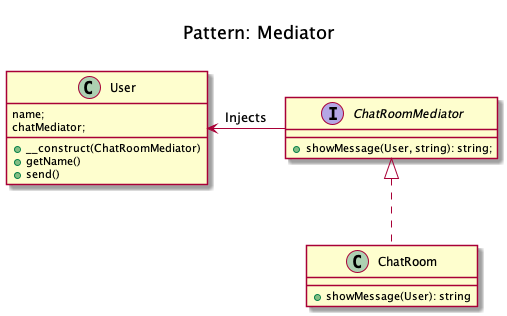 Pattern: Mediator
C User
name;
chatMediator;
__construct(ChatRoomMediator)
getName()
send()
Injects
I ChatRoomMediator
showMessage(User, string): string;
C ChatRoom
showMessage(User): string